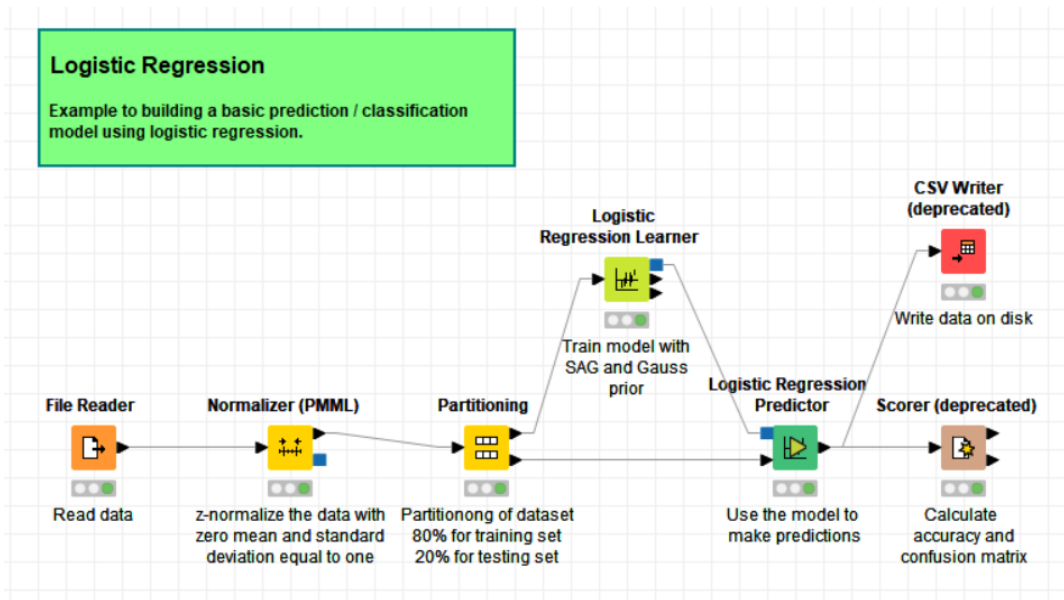 Logistic Regression
Example to building a basic prediction / classification
model using logistic regression.
CSV Writer
(deprecated)
Write data on disk
Logistic
Regression Learner
Train model with
SAG and Gauss
prior
File Reader
Read data
Normalizer (PMML)
z-normalize the data with
zero mean and standard
deviation equal to one
Partitioning
Partitionong of dataset
80% for training set
20% for testing set
Logistic Regression
Predictor
Use the model to
make predictions
Scorer (deprecated)
Calculate
accuracy and
confusion matrix